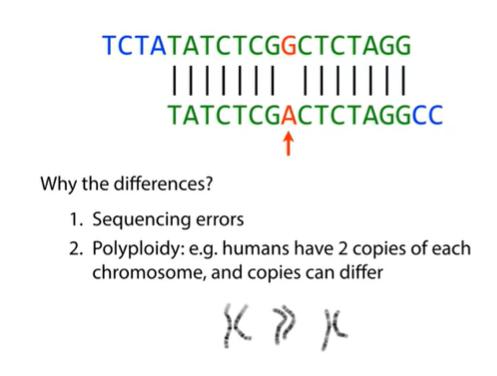 TCTATATCTCGGCTCTAGG
||||||| |||||||
TATCTCGACTCTAGGCC
Why the differences?
1. Sequencing errors
2. Polyploidy: e.g. humans have 2 copies of each
chromosome, and copies can differ